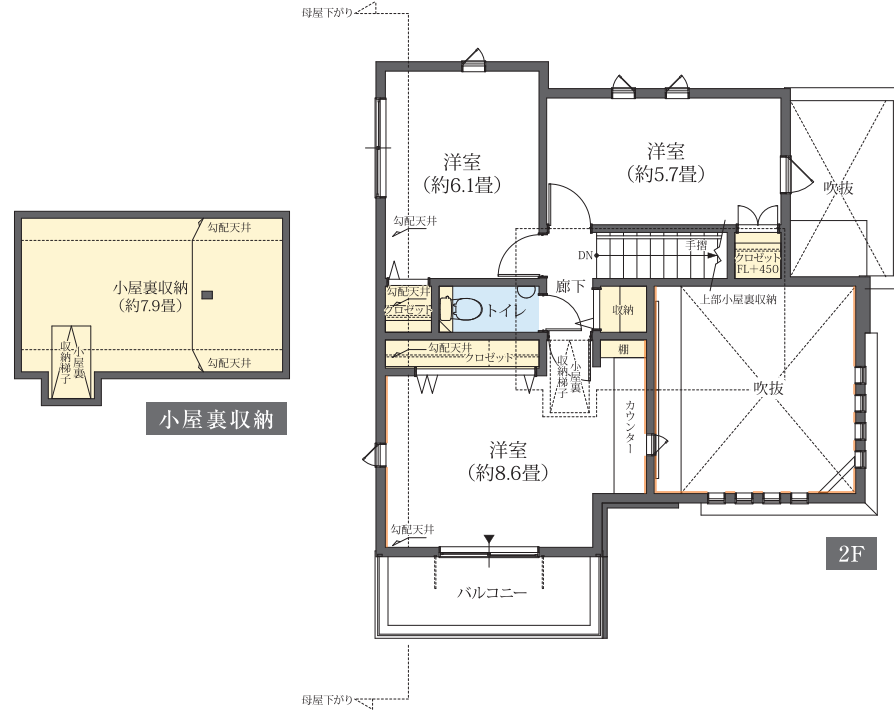 母屋下がり
洋室
（約6.1畳）
洋室
（約5.7畳）
吹抜
勾配天井
勾配天井
小屋裏収納
（約7.9畳）
小屋裏
収納梯子
勾配天井
小屋裏収納
DN
手摺
クロゼット
FL+450
廊下
上部小屋裏収納
勾配天井
クロゼット
トイレ
収納
勾配天井
クロゼット
小屋裏
収納梯子
棚
カウンター
吹抜
洋室
（約8.6畳）
勾配天井
バルコニー
2F
母屋下がり